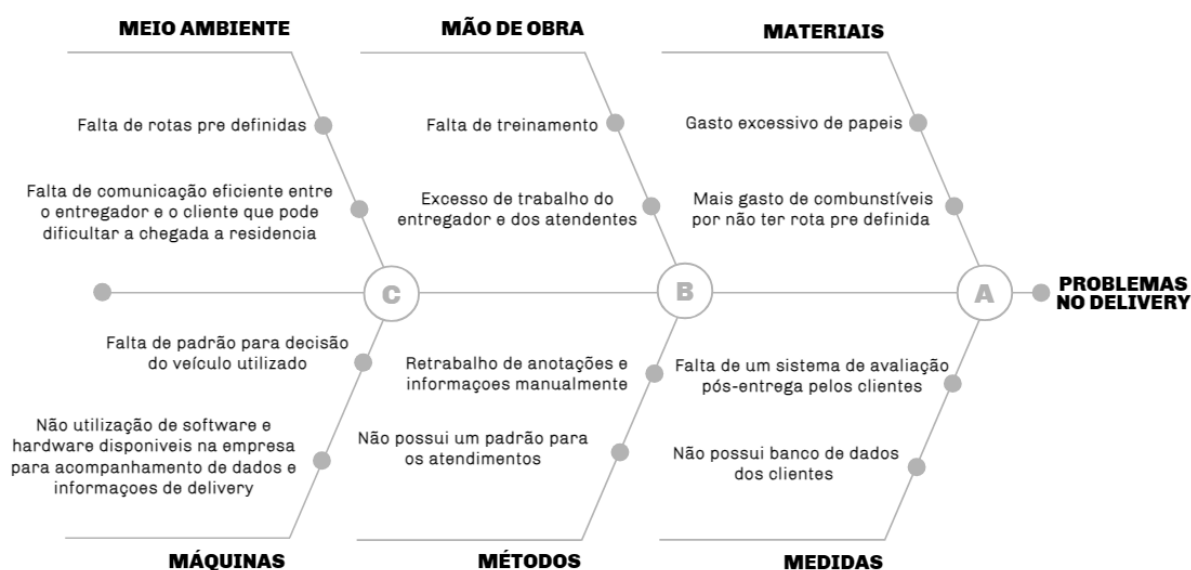 MEIO AMBIENTE
MÃO DE OBRA
MATERIAIS
Falta de rotas pre definidas
Falta de treinamento
Gasto excessivo de papeis
Falta de comunicação eficiente entre
o entregador e o cliente que pode
dificultar a chegada a residencia
Excesso de trabalho do
entregador e dos atendentes
Mais gasto de combunstíveis
por não ter rota pre definida
C
B
A
PROBLEMAS
NO DELIVERY
Falta de padrão para decisão
do veículo utilizado
Retrabalho de anotações e
informaçoes manualmente
Falta de um sistema de avaliação
pós-entrega pelos clientes
Não utilização de software e
hardware disponiveis na empresa
para acompanhamento de dados e
informaçoes de delivery
Não possui um padrão para
os atendimentos
Não possui banco de dados
dos clientes
MÁQUINAS
MÉTODOS
MEDIDAS